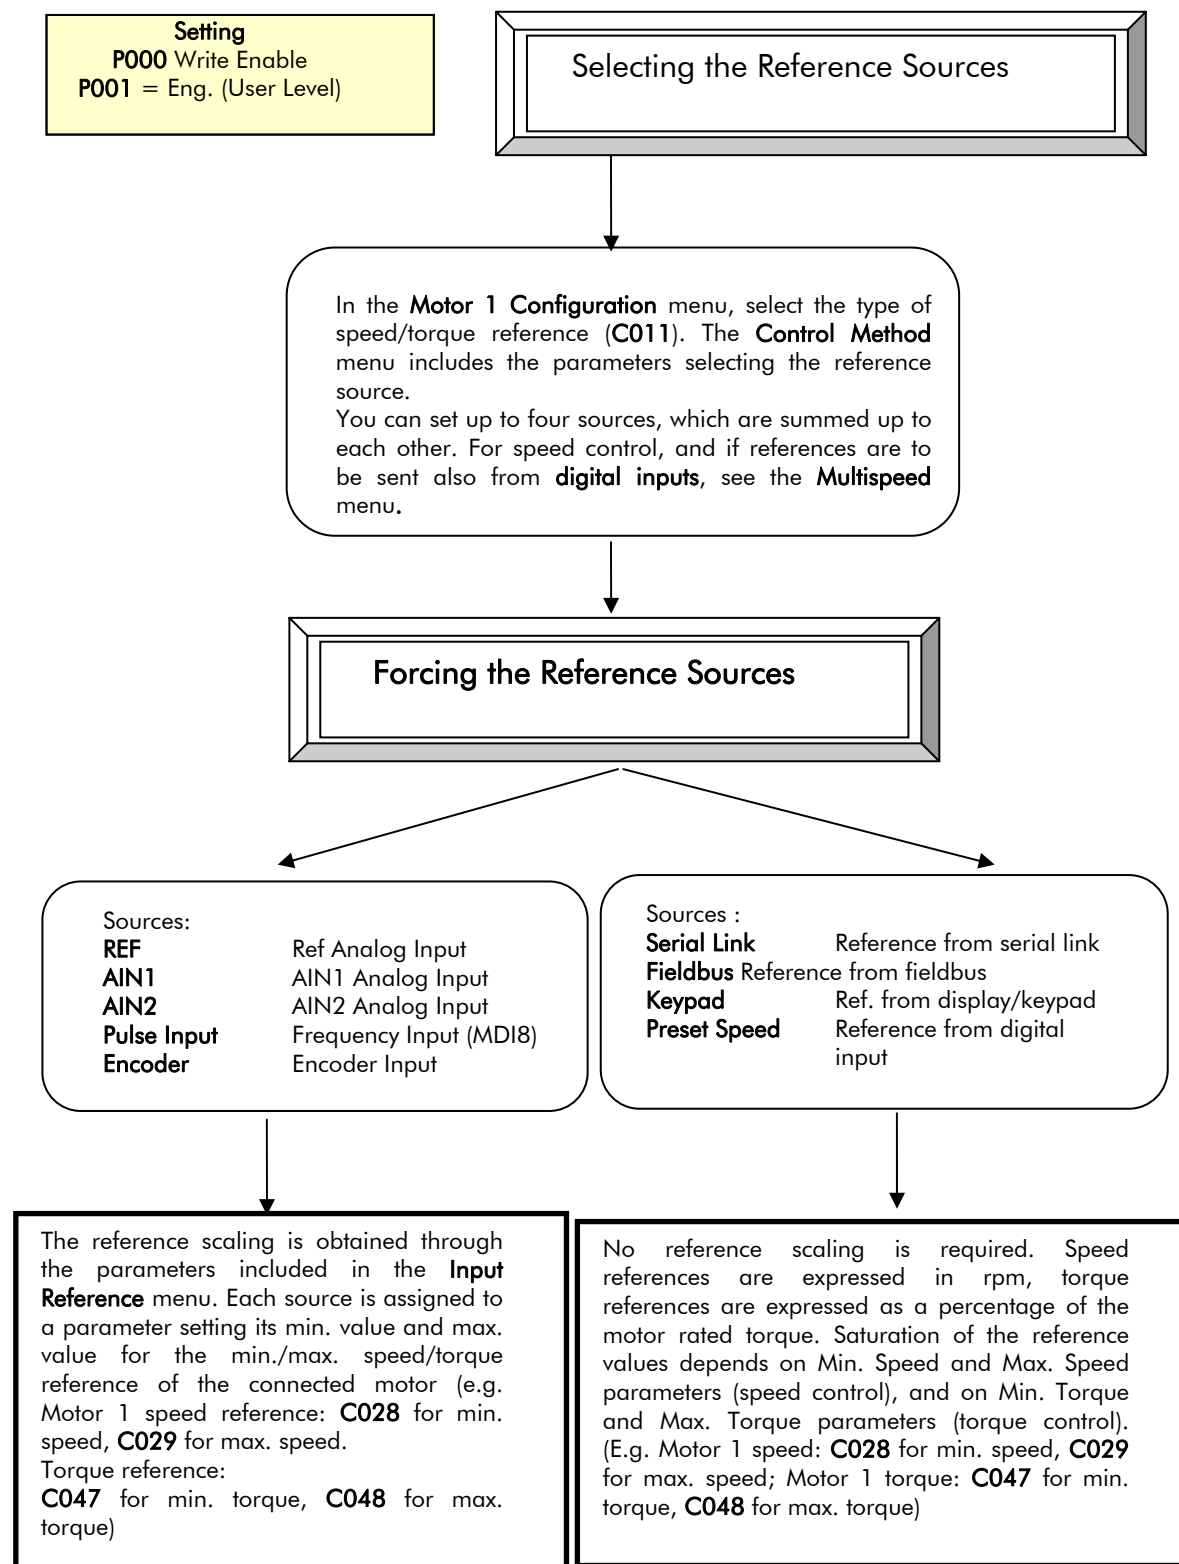 Setting
P000 Write Enable
P001 = Eng. (User Level)
Selecting the Reference Sources
In the Motor 1 Configuration menu, select the type of
speed/torque reference (C011). The Control Method
menu includes the parameters selecting the reference
source.
You can set up to four sources, which are summed up to
each other. For speed control, and if references are to
be sent also from digital inputs, see the Multispeed
menu.
Forcing the Reference Sources
Sources:
REF Ref Analog Input
AIN1 AIN1 Analog Input
AIN2 AIN2 Analog Input
Pulse Input Frequency Input (MDI8)
Encoder Encoder Input
Sources :
Serial Link Reference from serial link
Fieldbus Reference from fieldbus
Keypad Ref. from display/keypad
Preset Speed Reference from digital
input
The reference scaling is obtained through
the parameters included in the Input
Reference menu. Each source is assigned to
a parameter setting its min. value and max.
value for the min./max. speed/torque
reference of the connected motor (e.g.
Motor 1 speed reference: C028 for min.
speed, C029 for max. speed.
Torque reference:
C047 for min. torque, C048 for max.
torque)
No reference scaling is required. Speed
references are expressed in rpm, torque
references are expressed as a percentage of the
motor rated torque. Saturation of the reference
values depends on Min. Speed and Max. Speed
parameters (speed control), and on Min. Torque
and Max. Torque parameters (torque control).
(E.g. Motor 1 speed: C028 for min. speed, C029
for max. speed; Motor 1 torque: C047 for min.
torque, C048 for max. torque)